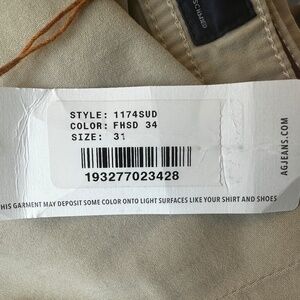 STYLE: 1174SUD
COLOR: FHSD 34
SIZE: 31
193277023428
AGJEANS.COM
HIS GARMENT MAY DEPOSIT SOME COLOR ONTO LIGHT SURFACES LIKE YOUR SHIRT AND SHOES